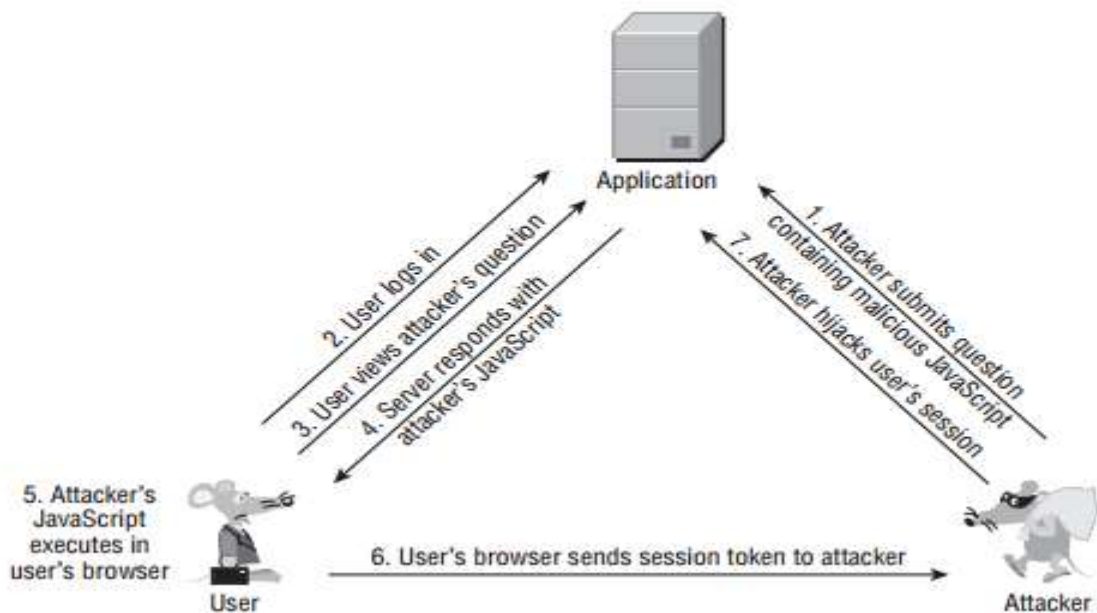 Application
1. Attacker submits question
containing malicious JavaScript
7. Attacker hijacks user's session
2. User logs in
3. User views attacker's question
4. Server responds with
attacker's JavaScript
5. Attacker's
JavaScript
executes in
user's browser
6. User's browser sends session token to attacker
User
Attacker